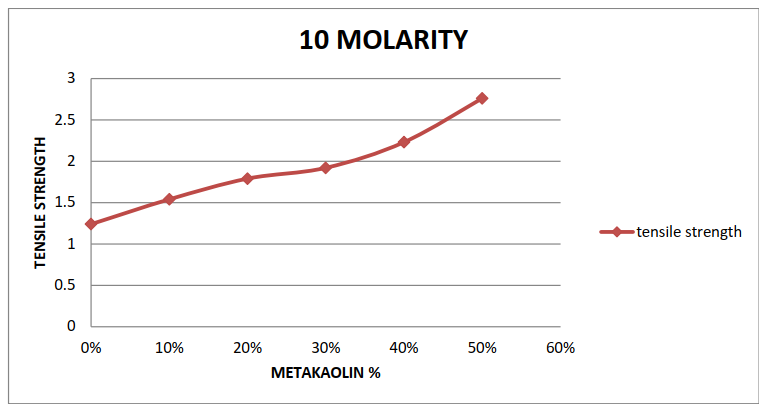 10 MOLARITY
3
2.5
2
1.5
1
0.5
0
TENSILE STRENGTH
0% 10% 20% 30% 40% 50% 60%
METAKAOLIN %
tensile strength